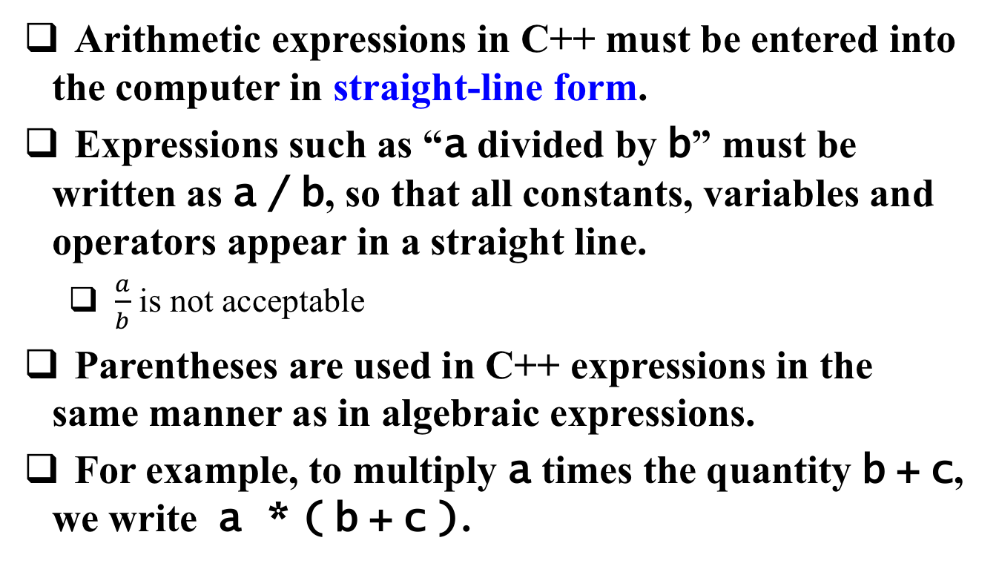 ❑ Arithmetic expressions in C++ must be entered into
the computer in straight-line form.
❑ Expressions such as “a divided by b” must be
written as a / b, so that all constants, variables and
operators appear in a straight line.
❑ a/b is not acceptable
❑ Parentheses are used in C++ expressions in the
same manner as in algebraic expressions.
❑ For example, to multiply a times the quantity b + c,
we write a * ( b + c ).